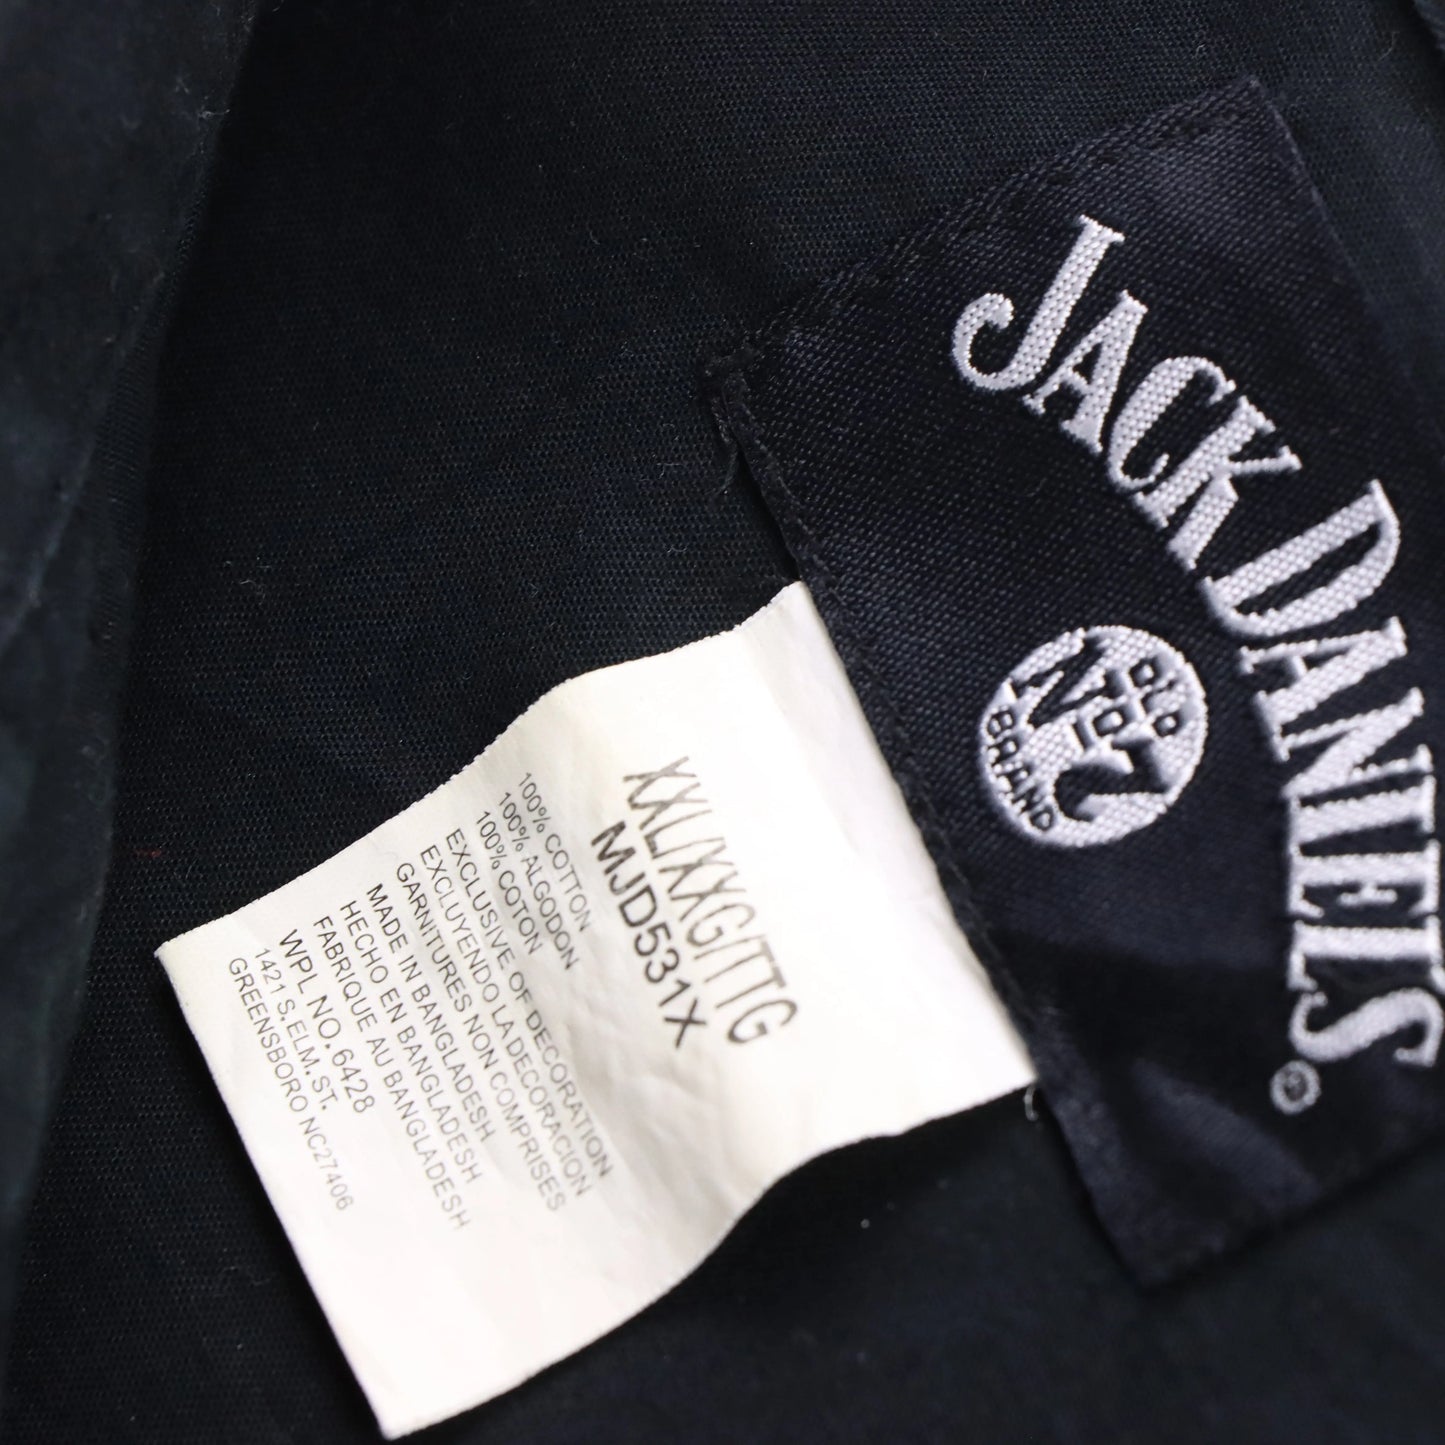 JACK DANIEL'S
®
OLD
No. 7
BRAND
XXL/XXG/TTG
MJD531X
100% COTTON
100% ALGODON
100% COTON
EXCLUSIVE OF DECORATION
EXCLUYENDO LA DECORACION
GARNITURES NON COMPRISES
MADE IN BANGLADESH
HECHO EN BANGLADESH
FABRIQUE AU BANGLADESH
WPL NO. 6428
1421 S. ELM. ST.
GREENSBORO NC27406